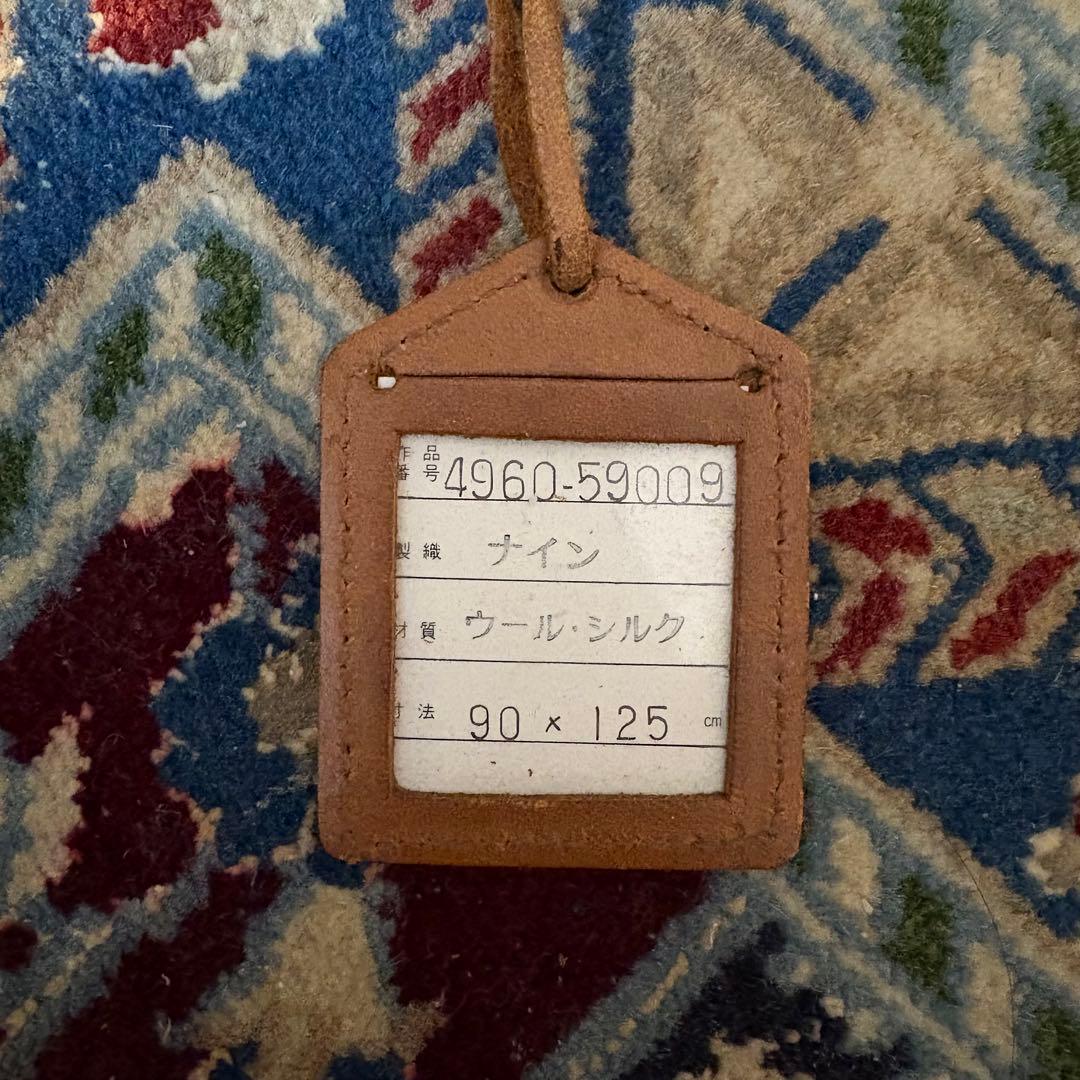 作品
番号 4960-59009
製織 ナイン
材質 ウール・シルク
寸法 90 × 125 cm